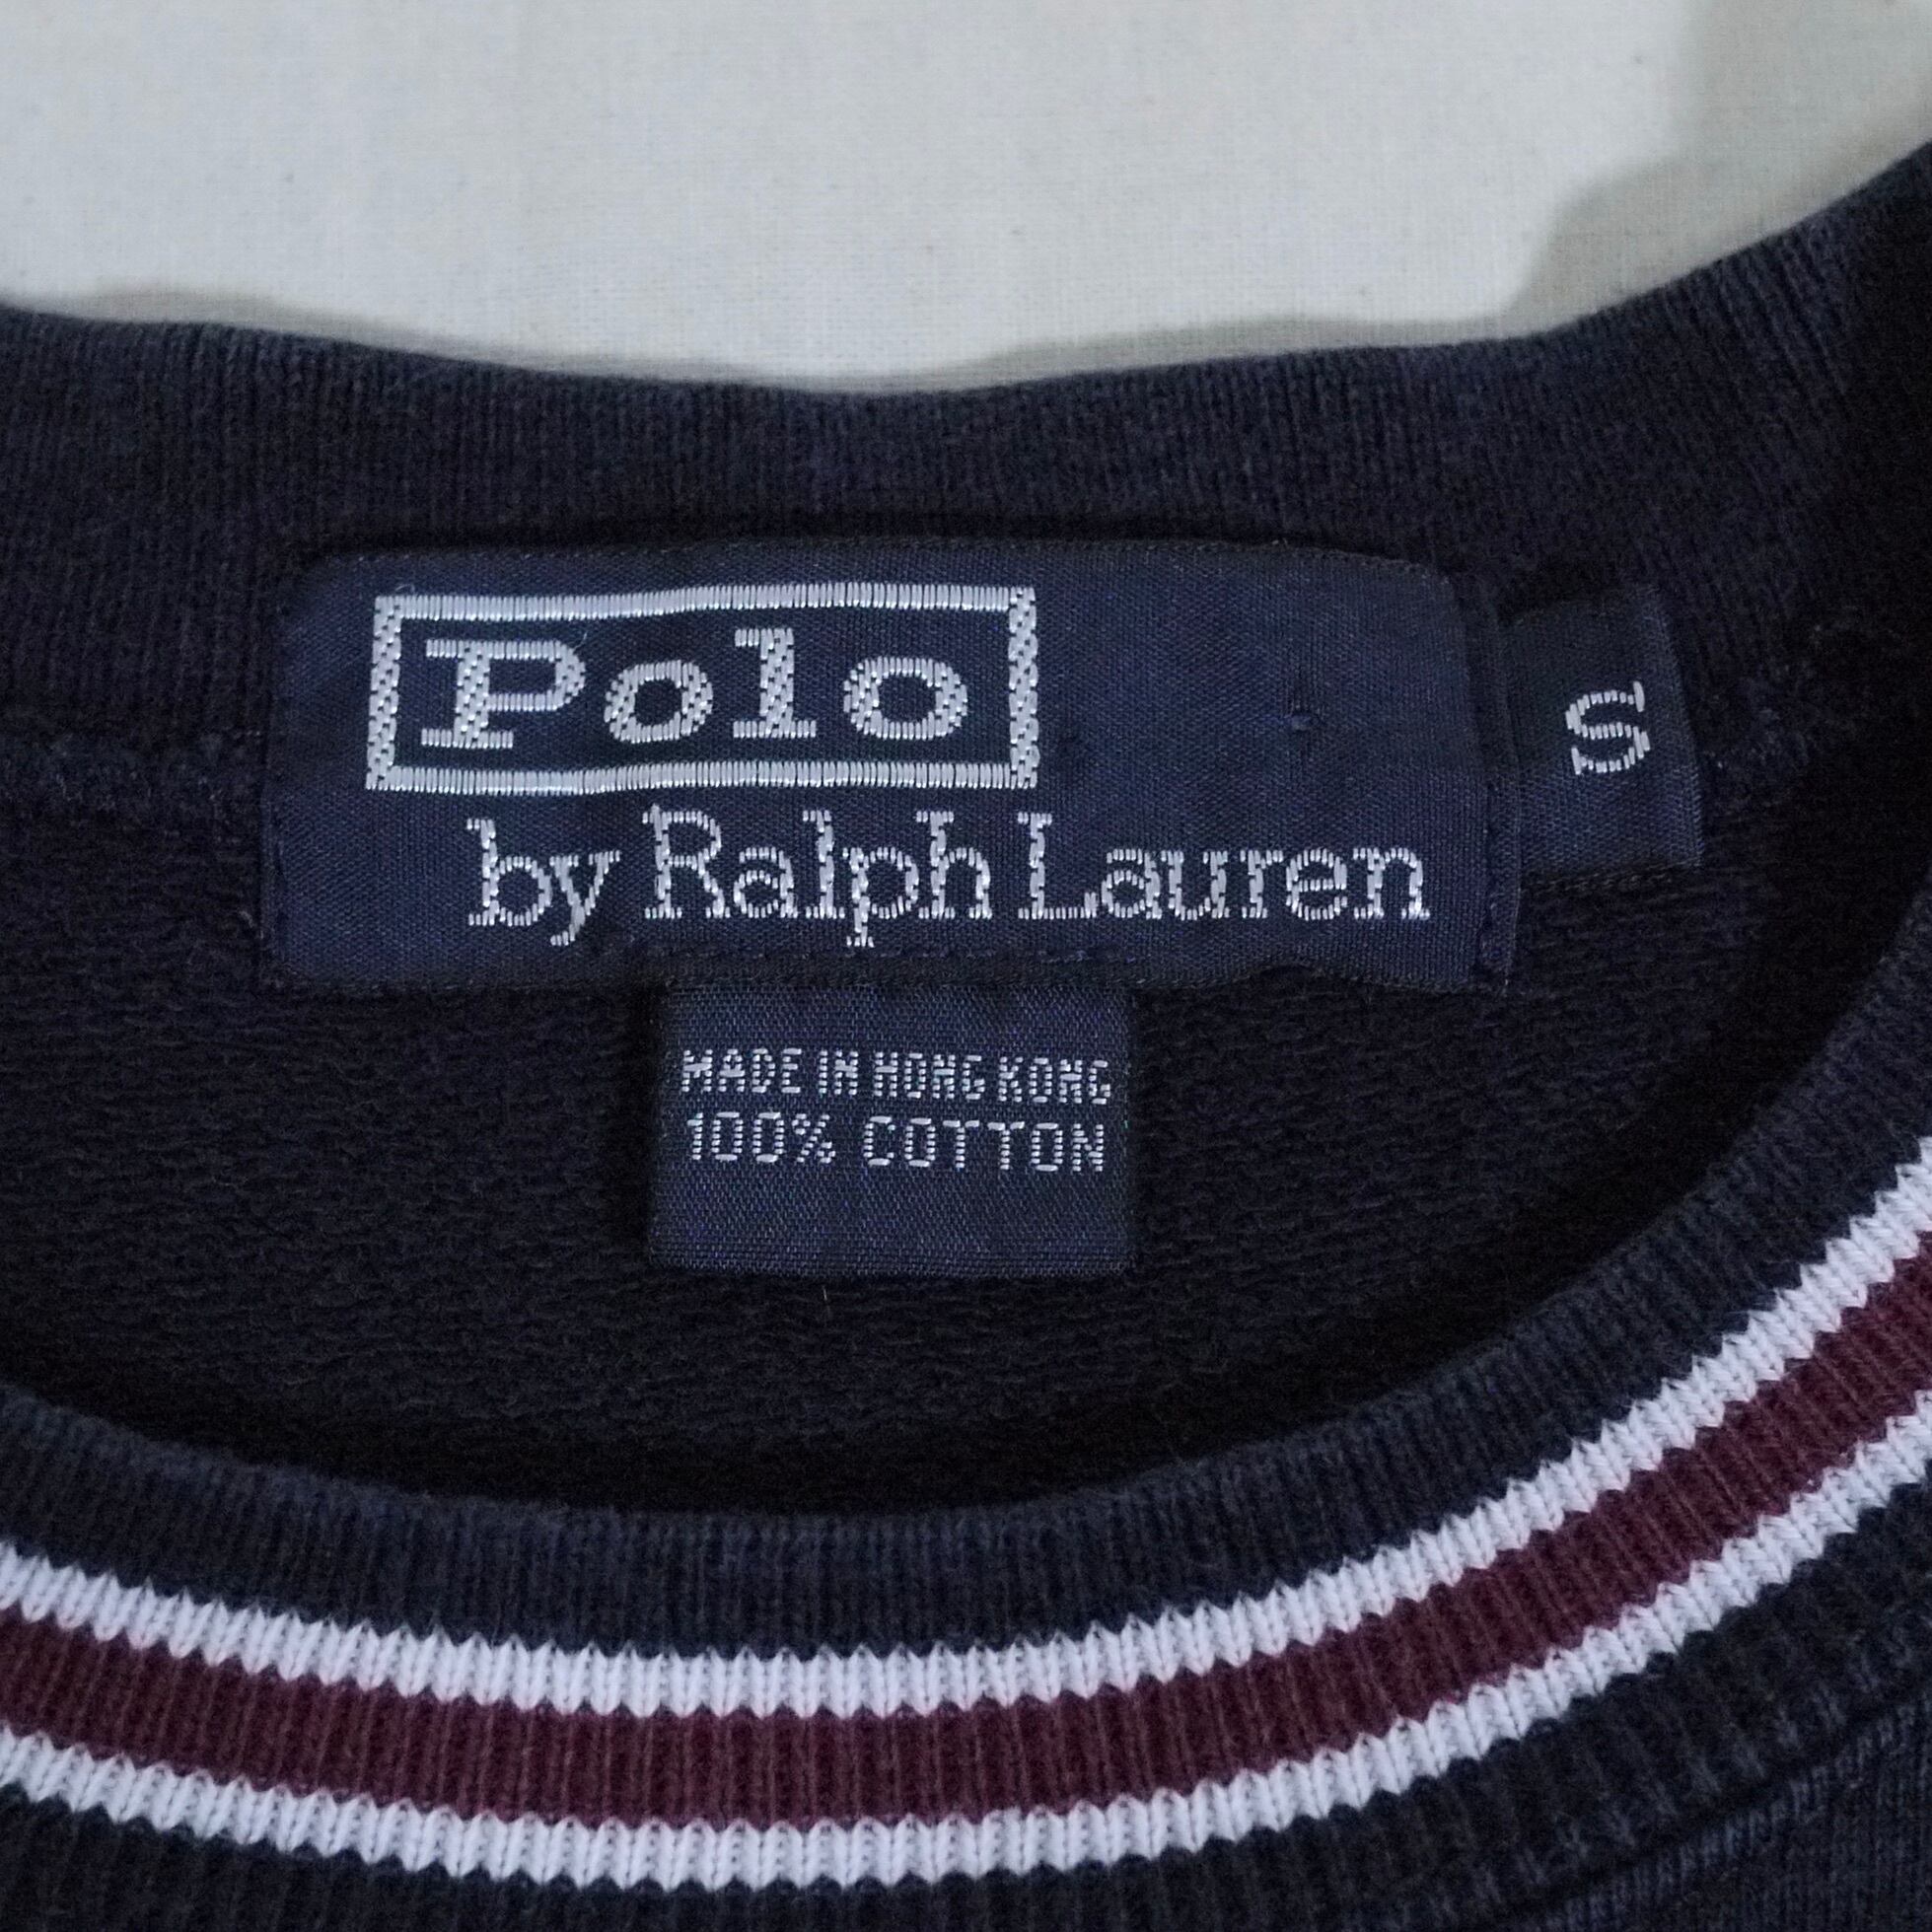 Polo
by Ralph Lauren
S
MADE IN HONG KONG
100% COTTON